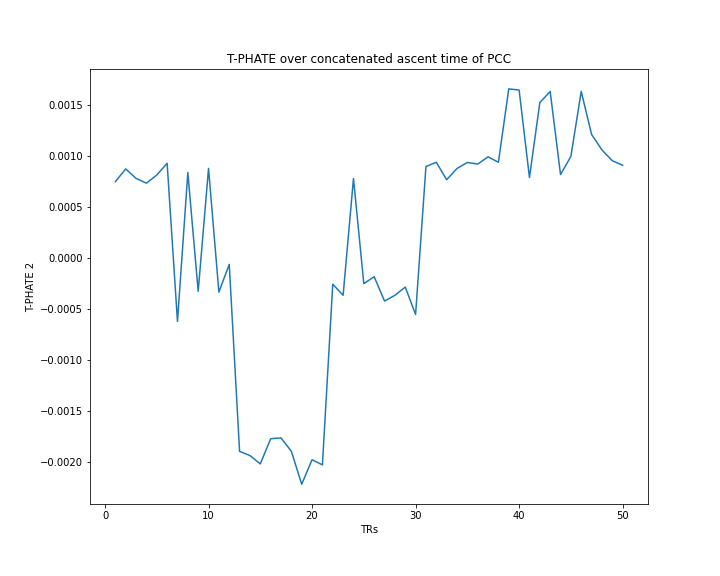 T-PHATE over concatenated ascent time of PCC
0.0015
0.0010
0.0005
0.0000
−0.0005
−0.0010
−0.0015
−0.0020
T-PHATE 2
0 10 20 30 40 50
TRs